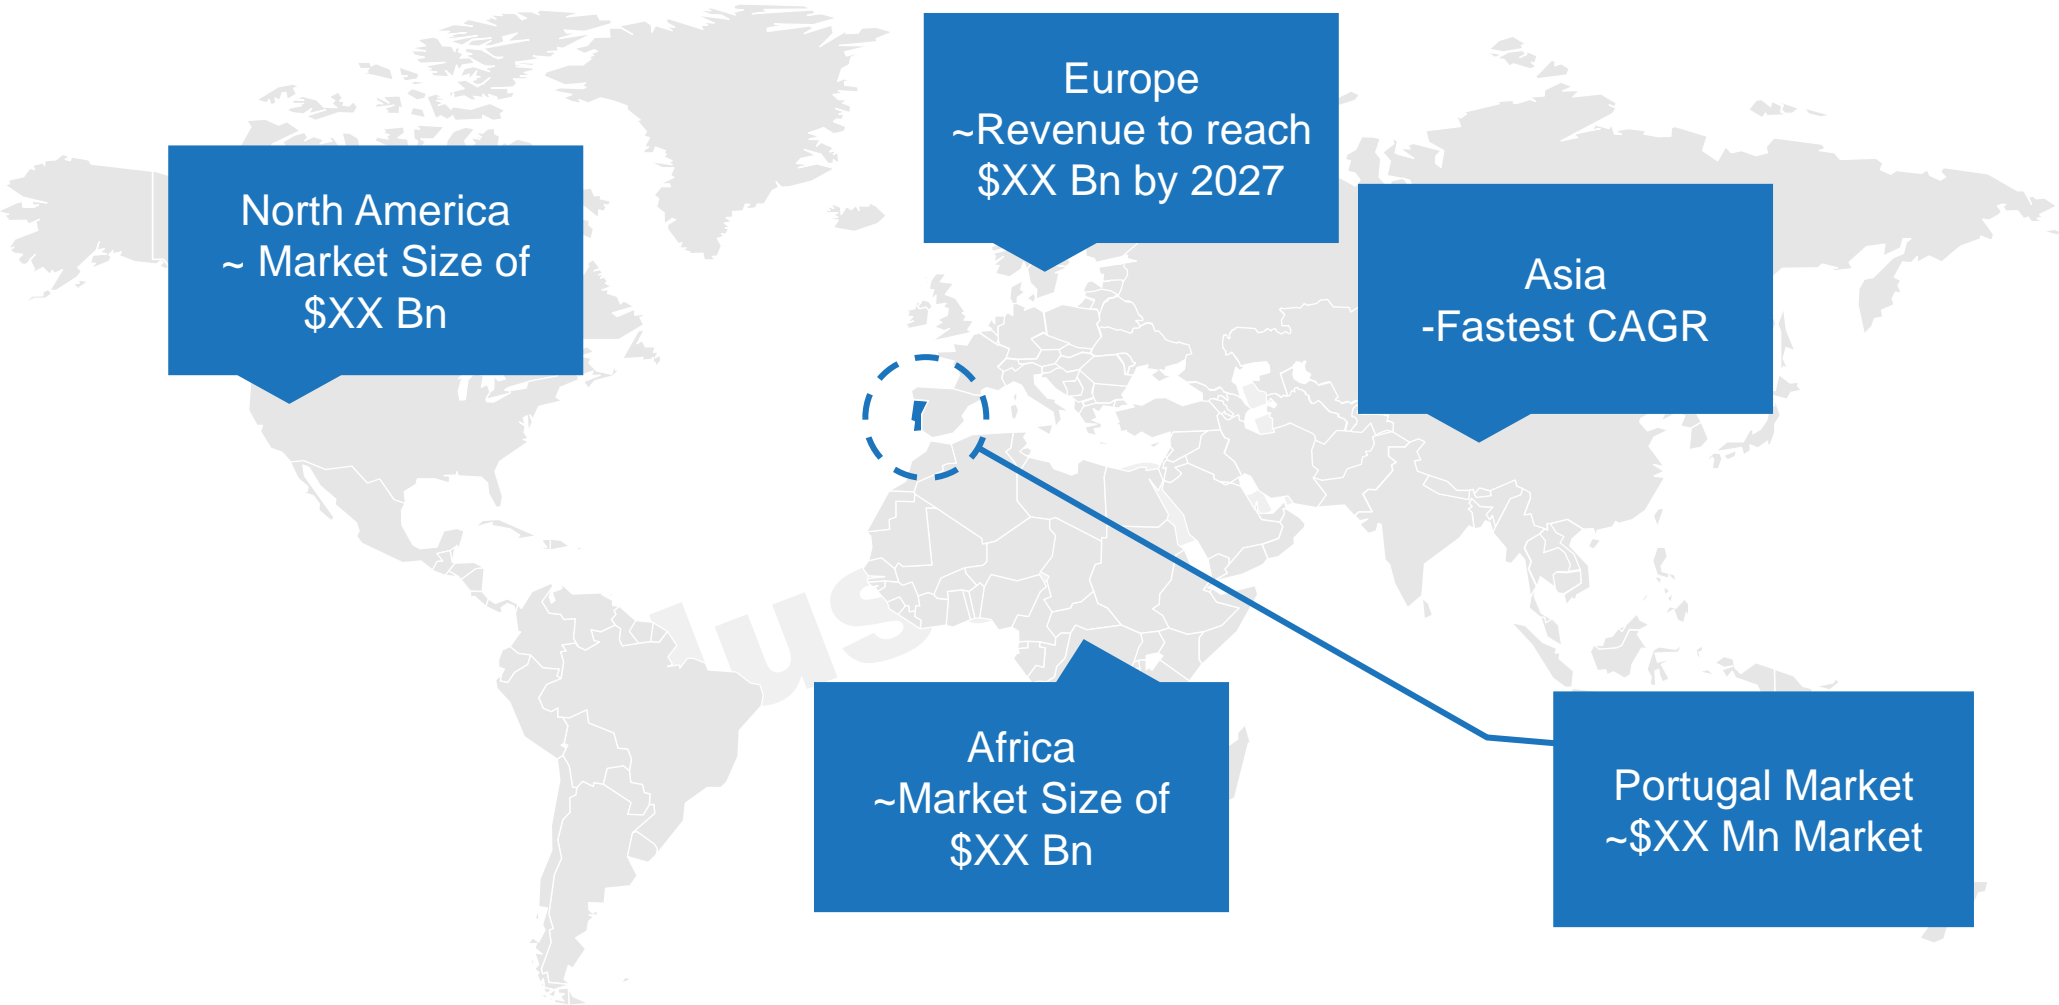 Europe
~Revenue to reach
$XX Bn by 2027
North America
~ Market Size of
$XX Bn
Asia
-Fastest CAGR
Africa
~Market Size of
$XX Bn
Portugal Market
~$XX Mn Market
us